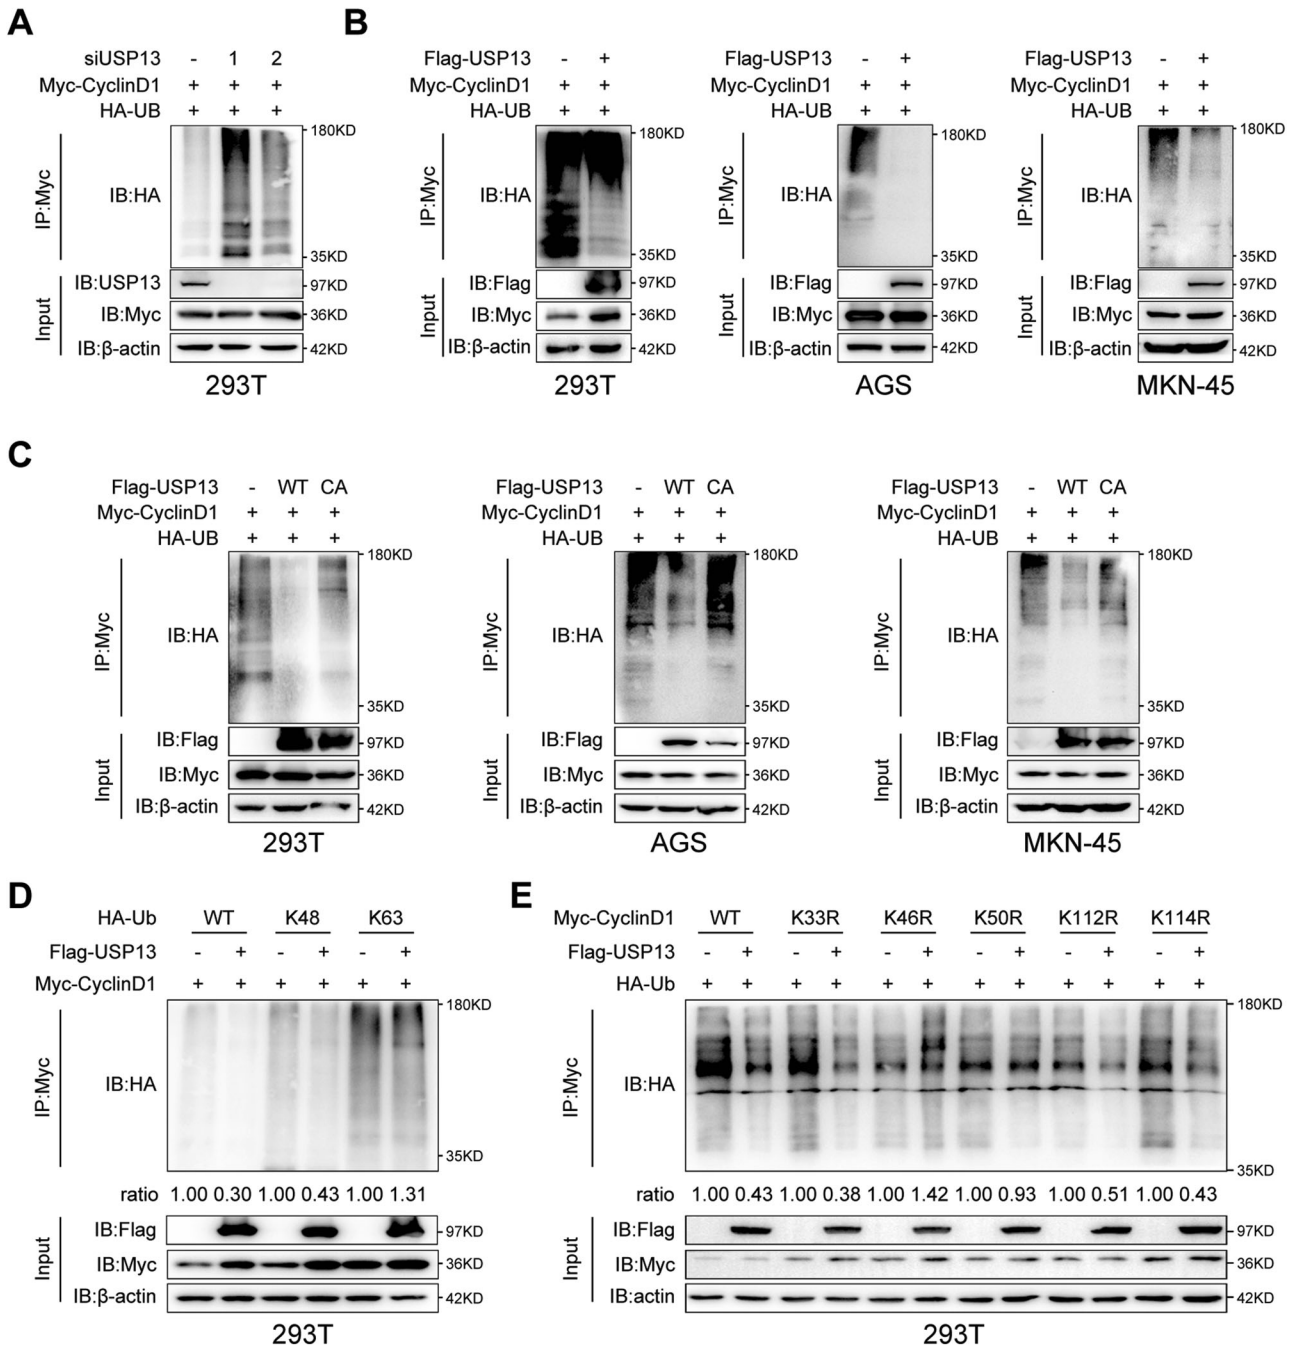 A
siUSP13 - 1 2
Myc-CyclinD1 + + +
HA-UB + + +
IP:Myc
IB:HA
180KD
35KD
Input
IB:USP13 97KD
IB:Myc 36KD
IB:β-actin 42KD
293T
B
Flag-USP13 - +
Myc-CyclinD1 + +
HA-UB + +
IP:Myc
IB:HA
180KD
35KD
Input
IB:Flag 97KD
IB:Myc 36KD
IB:β-actin 42KD
293T
Flag-USP13 - +
Myc-CyclinD1 + +
HA-UB + +
IP:Myc
IB:HA
180KD
35KD
Input
IB:Flag 97KD
IB:Myc 36KD
IB:β-actin 42KD
AGS
Flag-USP13 - +
Myc-CyclinD1 + +
HA-UB + +
IP:Myc
IB:HA
180KD
35KD
Input
IB:Flag 97KD
IB:Myc 36KD
IB:β-actin 42KD
MKN-45
C
Flag-USP13 - WT CA
Myc-CyclinD1 + + +
HA-UB + + +
IP:Myc
IB:HA
180KD
35KD
Input
IB:Flag 97KD
IB:Myc 36KD
IB:β-actin 42KD
293T
Flag-USP13 - WT CA
Myc-CyclinD1 + + +
HA-UB + + +
IP:Myc
IB:HA
180KD
35KD
Input
IB:Flag 97KD
IB:Myc 36KD
IB:β-actin 42KD
AGS
Flag-USP13 - WT CA
Myc-CyclinD1 + + +
HA-UB + + +
IP:Myc
IB:HA
180KD
35KD
Input
IB:Flag 97KD
IB:Myc 36KD
IB:β-actin 42KD
MKN-45
D
HA-Ub WT K48 K63
Flag-USP13 - + - + - +
Myc-CyclinD1 + + + + + +
IP:Myc
IB:HA
180KD
35KD
ratio 1.00 0.30 1.00 0.43 1.00 1.31
Input
IB:Flag 97KD
IB:Myc 36KD
IB:β-actin 42KD
293T
E
Myc-CyclinD1 WT K33R K46R K50R K112R K114R
Flag-USP13 - + - + - + - + - + - +
HA-Ub + + + + + + + + + + + +
IP:Myc
IB:HA
180KD
35KD
ratio 1.00 0.43 1.00 0.38 1.00 1.42 1.00 0.93 1.00 0.51 1.00 0.43
Input
IB:Flag 97KD
IB:Myc 36KD
IB:actin 42KD
293T